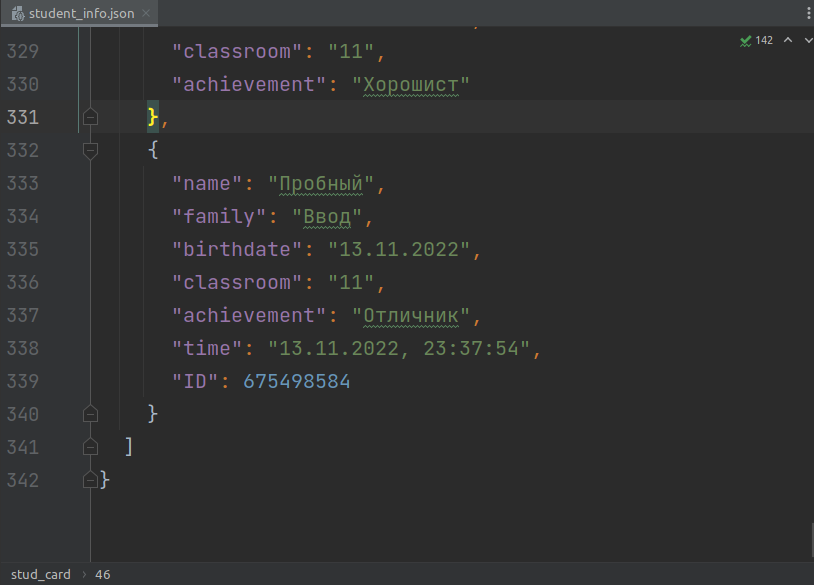 student_info.json
142
329 "classroom": "11",
330 "achievement": "Хорошист"
331 },
332 {
333 "name": "Пробный",
334 "family": "Ввод",
335 "birthdate": "13.11.2022",
336 "classroom": "11",
337 "achievement": "Отличник",
338 "time": "13.11.2022, 23:37:54",
339 "ID": 675498584
340 }
341 ]
342 }
stud_card › 46